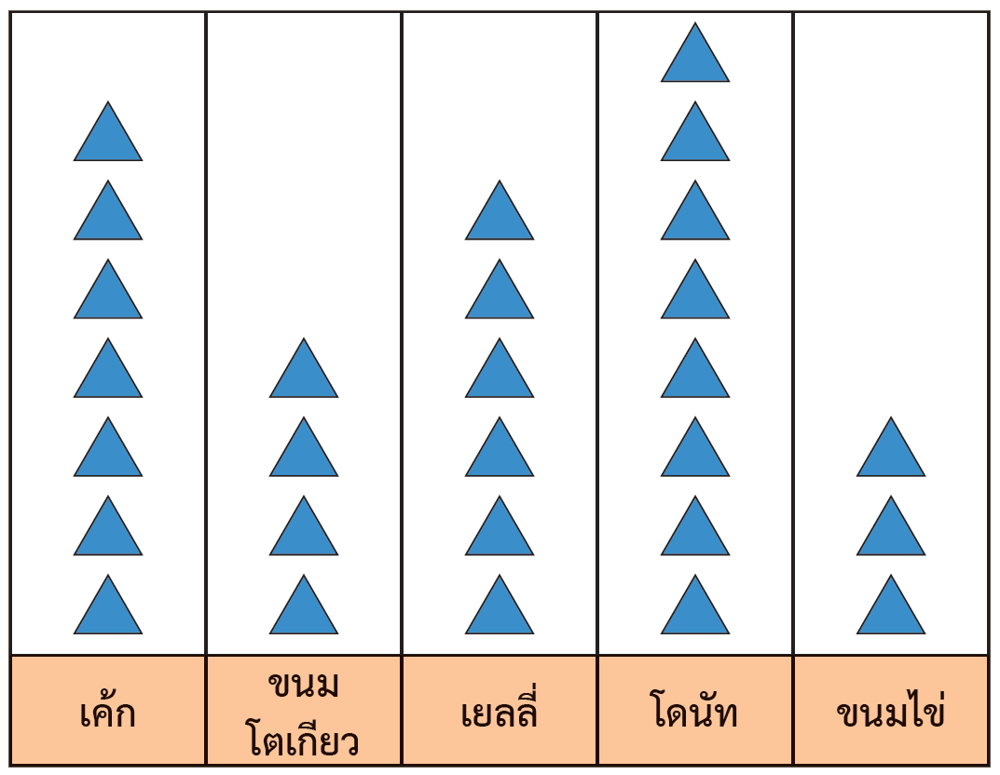 เค้ก
ขนม
โตเกียว
เยลลี่
โดนัท
ขนมไข่